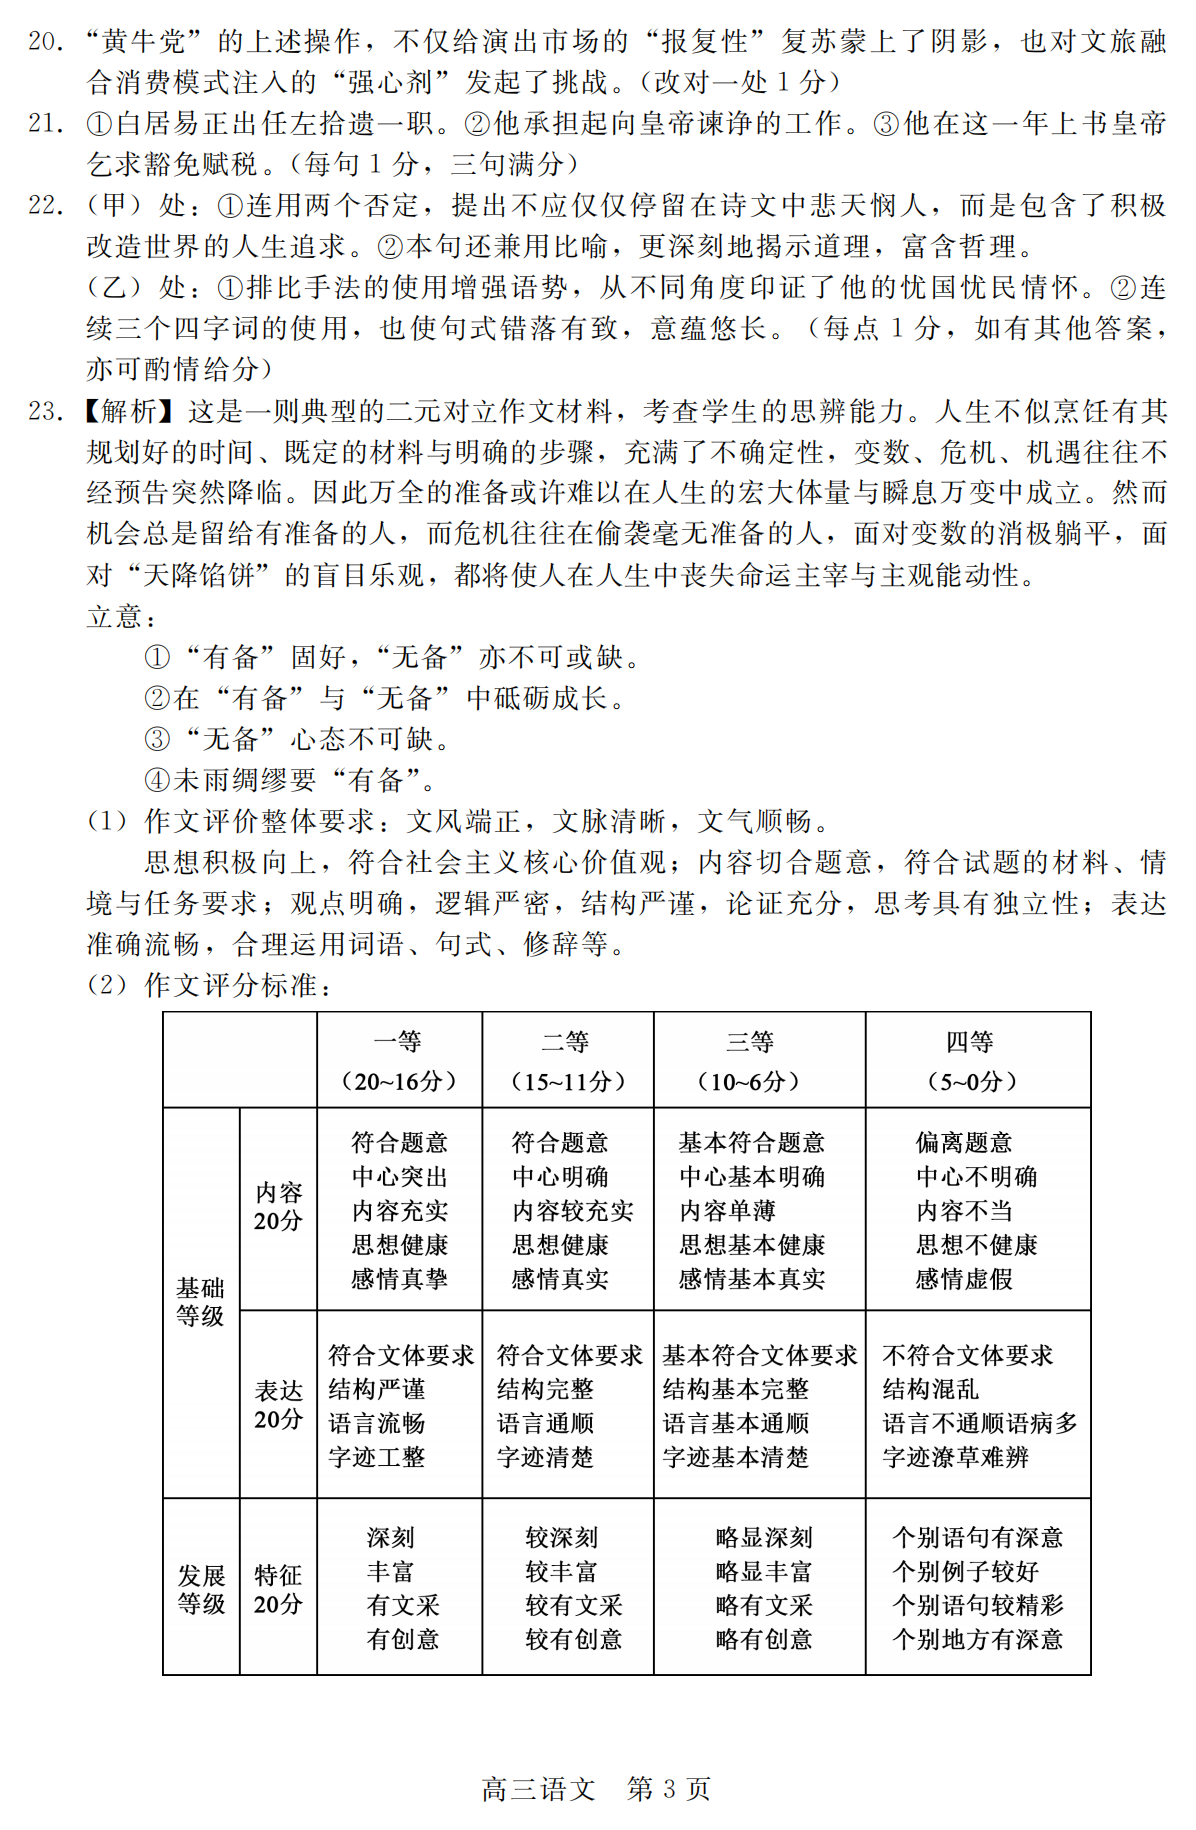 20. “黄牛党”的上述操作，不仅给演出市场的“报复性”复苏蒙上了阴影，也对文旅融
合消费模式注入的“强心剂”发起了挑战。（改对一处 1 分）
21. ①白居易正出任左拾遗一职。②他承担起向皇帝谏诤的工作。③他在这一年上书皇帝
乞求豁免赋税。（每句 1 分，三句满分）
22. （甲）处：①连用两个否定，提出不应仅仅停留在诗文中悲天悯人，而是包含了积极
改造世界的人生追求。②本句还兼用比喻，更深刻地揭示道理，富含哲理。
（乙）处：①排比手法的使用增强语势，从不同角度印证了他的忧国忧民情怀。②连
续三个四字词的使用，也使句式错落有致，意蕴悠长。（每点 1 分，如有其他答案，
亦可酌情给分）
23. 【解析】这是一则典型的二元对立作文材料，考查学生的思辨能力。人生不似烹饪有其
规划好的时间、既定的材料与明确的步骤，充满了不确定性，变数、危机、机遇往往不
经预告突然降临。因此万全的准备或许难以在人生的宏大体量与瞬息万变中成立。然而
机会总是留给有准备的人，而危机往往在偷袭毫无准备的人，面对变数的消极躺平，面
对“天降馅饼”的盲目乐观，都将使人在人生中丧失命运主宰与主观能动性。
立意：
①“有备”固好，“无备”亦不可或缺。
②在“有备”与“无备”中砥砺成长。
③“无备”心态不可缺。
④未雨绸缪要“有备”。
（1）作文评价整体要求：文风端正，文脉清晰，文气顺畅。
思想积极向上，符合社会主义核心价值观；内容切合题意，符合试题的材料、情
境与任务要求；观点明确，逻辑严密，结构严谨，论证充分，思考具有独立性；表达
准确流畅，合理运用词语、句式、修辞等。
（2）作文评分标准：
一等 二等 三等 四等
（20~16分） （15~11分） （10~6分） （5~0分）
基础
等级
内容
20分
符合题意
中心突出
内容充实
思想健康
感情真挚
符合题意
中心明确
内容较充实
思想健康
感情真实
基本符合题意
中心基本明确
内容单薄
思想基本健康
感情基本真实
偏离题意
中心不明确
内容不当
思想不健康
感情虚假
表达
20分
符合文体要求
结构严谨
语言流畅
字迹工整
符合文体要求
结构完整
语言通顺
字迹清楚
基本符合文体要求
结构基本完整
语言基本通顺
字迹基本清楚
不符合文体要求
结构混乱
语言不通顺语病多
字迹潦草难辨
发展
等级
特征
20分
深刻
丰富
有文采
有创意
较深刻
较丰富
较有文采
较有创意
略显深刻
略显丰富
略有文采
略有创意
个别语句有深意
个别例子较好
个别语句较精彩
个别地方有深意
高三语文 第 3 页